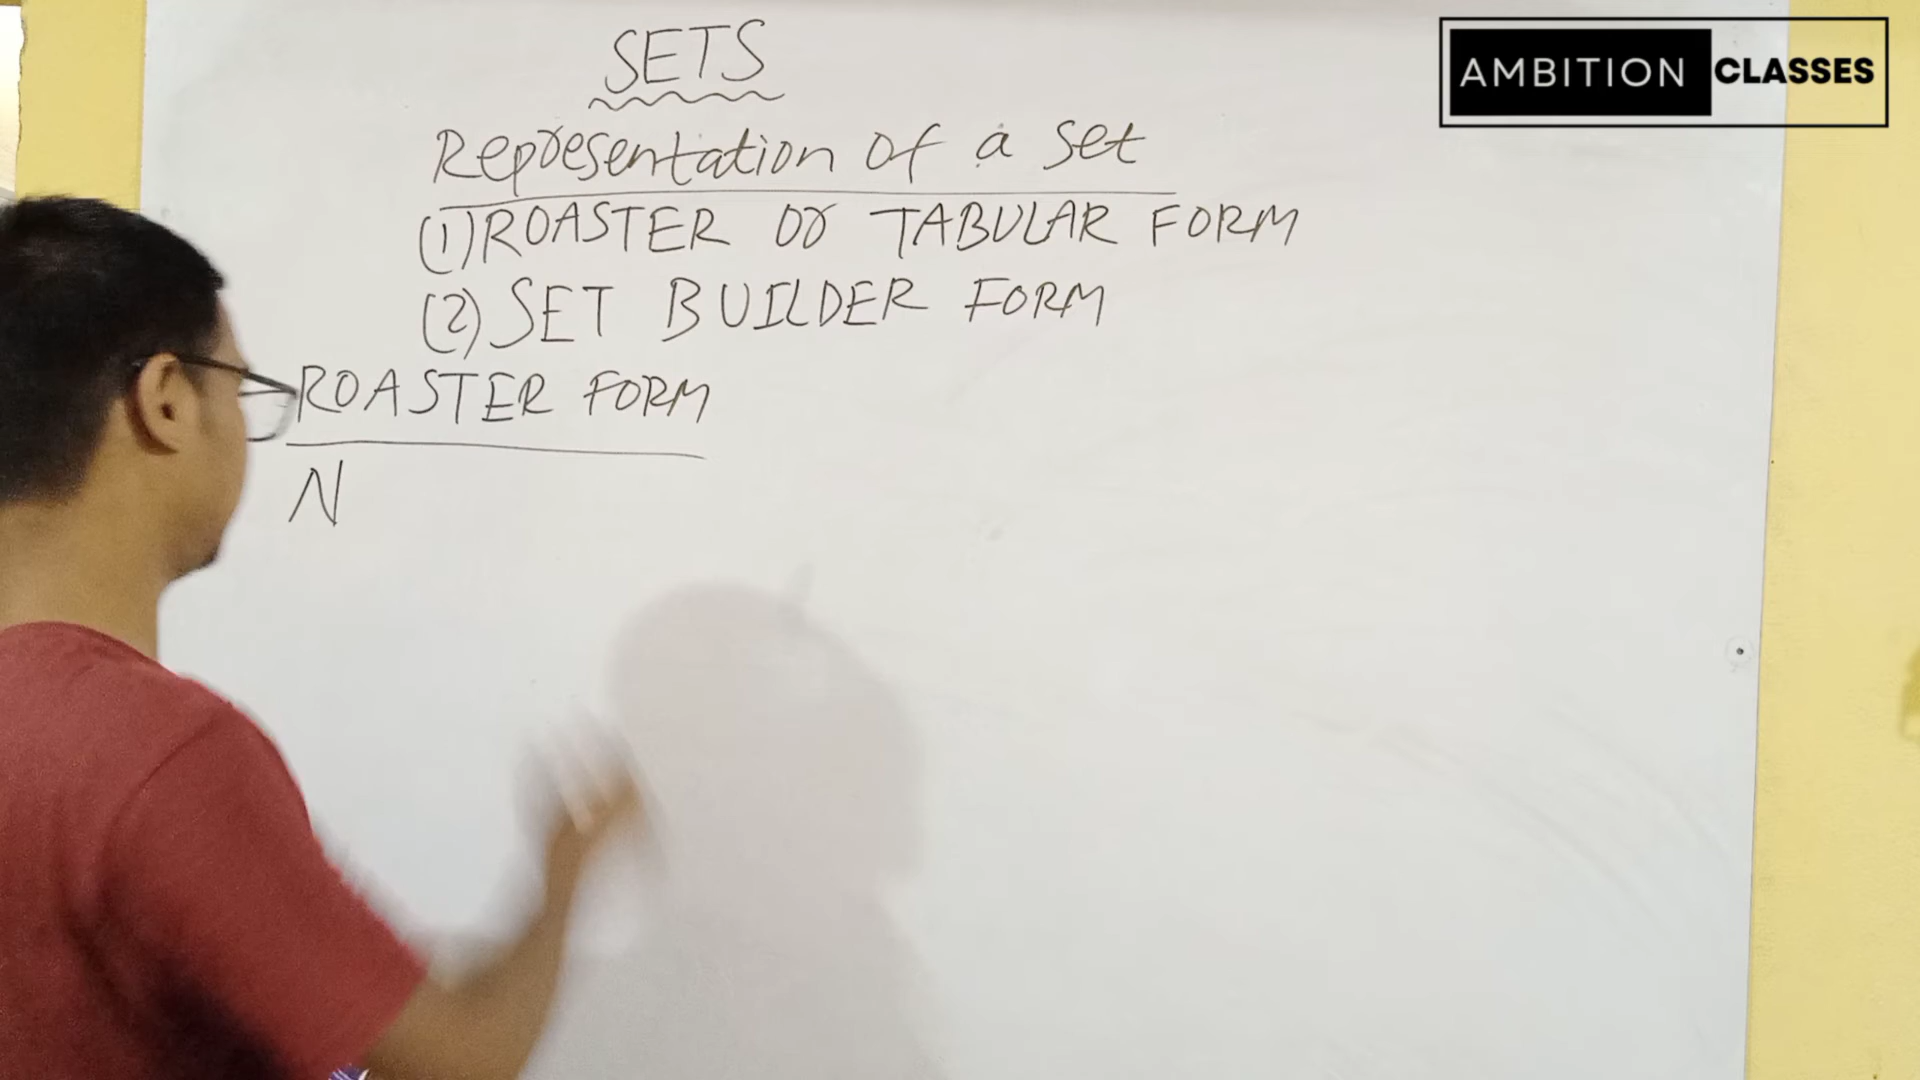 SETS
Representation of a set
(1) ROASTER or TABULAR FORM
(2) SET BUILDER FORM
ROASTER FORM
N
AMBITION CLASSES